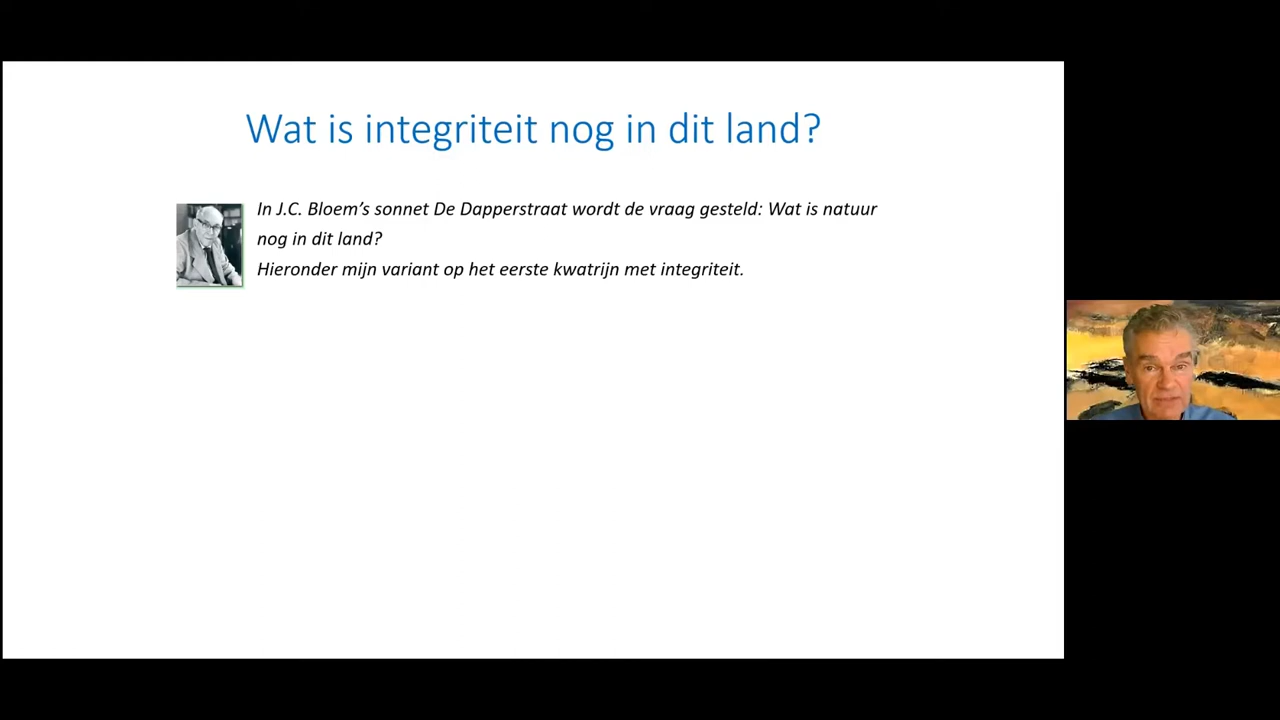 Wat is integriteit nog in dit land?
In J.C. Bloem’s sonnet De Dapperstraat wordt de vraag gesteld: Wat is natuur
nog in dit land?
Hieronder mijn variant op het eerste kwatrijn met integriteit.